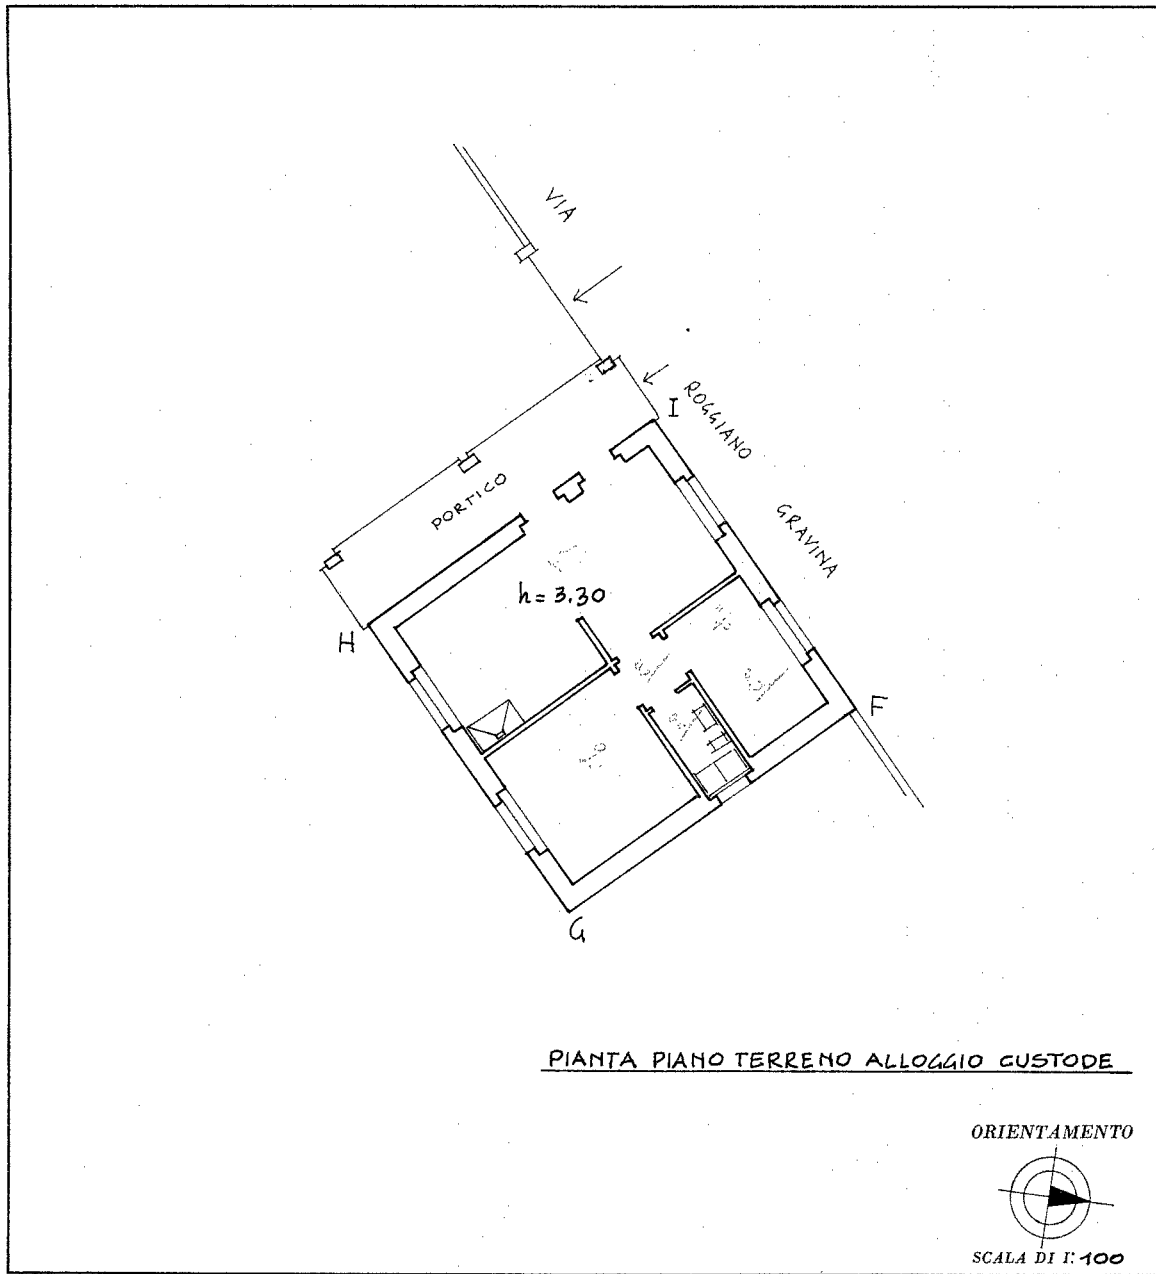 VIA
ROGGIANO
GRAVINA
I
PORTICO
h = 3.30
H
F
G
PIANTA PIANO TERRENO ALLOGGIO CUSTODE
ORIENTAMENTO
SCALA DI 1: 100